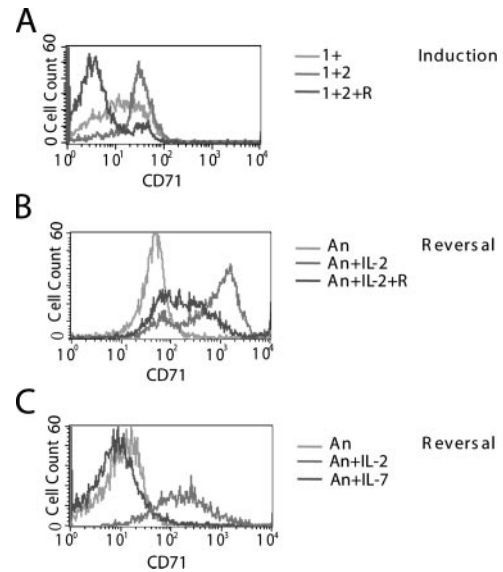 A
0 Cell Count 60
10^0 10^1 10^2 10^3 10^4
CD71
1+
1+2
1+2+R
Induction
B
0 Cell Count 60
10^0 10^1 10^2 10^3 10^4
CD71
An
An+IL-2
An+IL-2+R
Reversal
C
0 Cell Count 60
10^0 10^1 10^2 10^3 10^4
CD71
An
An+IL-2
An+IL-7
Reversal